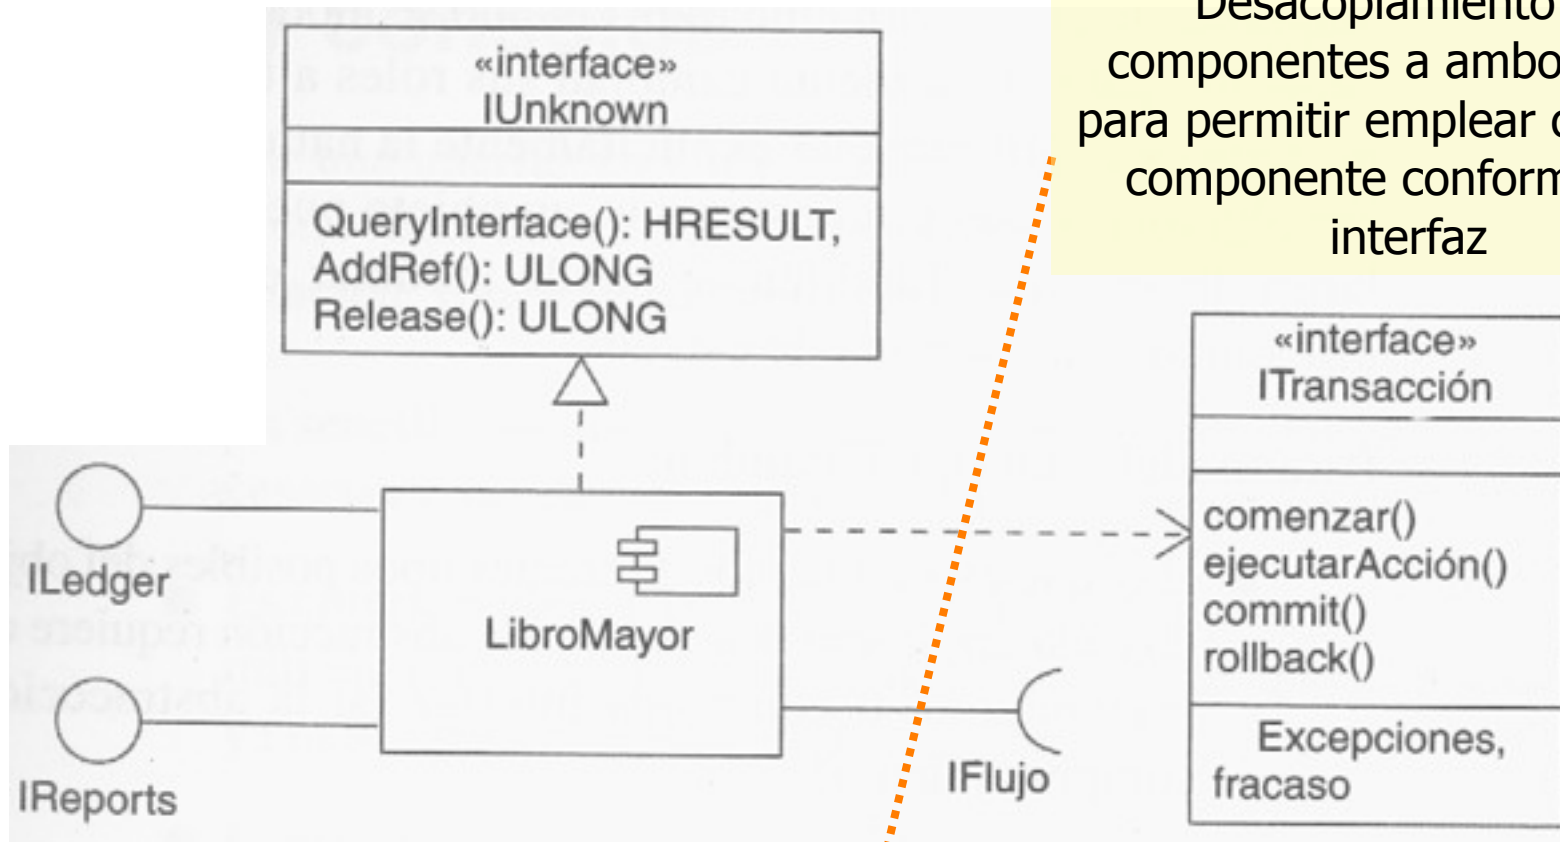 «interface»
IUnknown
QueryInterface(): HRESULT,
AddRef(): ULONG
Release(): ULONG
Desacoplamiento
componentes a ambo
para permitir emplear
componente conform
interfaz
«interface»
ITransacción
comenzar()
ejecutarAcción()
commit()
rollback()
Excepciones,
fracaso
ILedger
IReports
LibroMayor
IFlujo